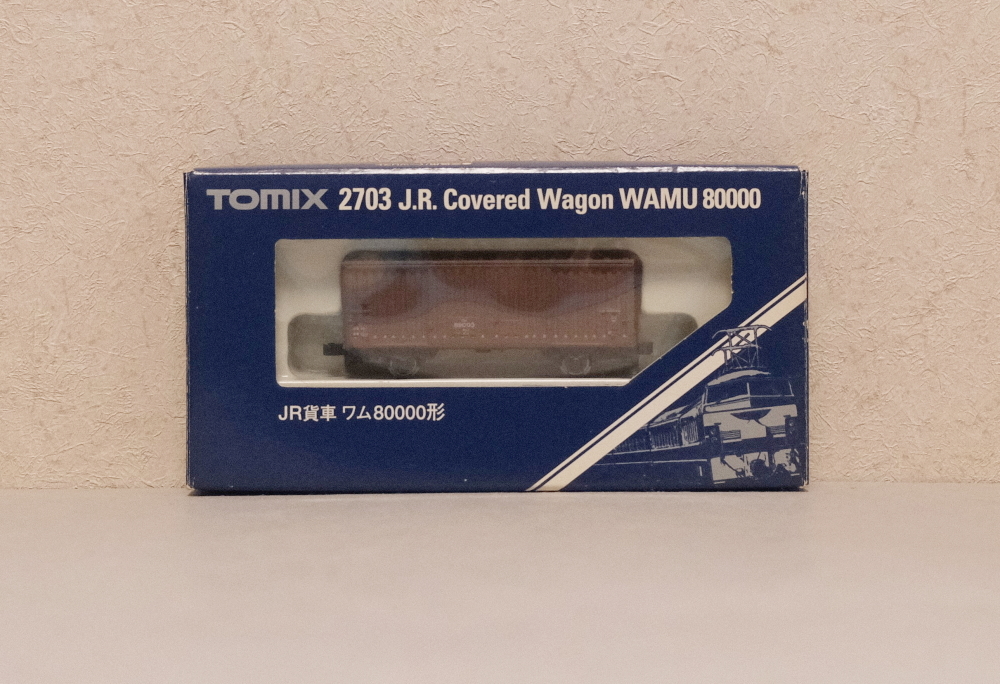 TOMIX 2703 J.R. Covered Wagon WAMU 80000
JR貨車 ワム80000形